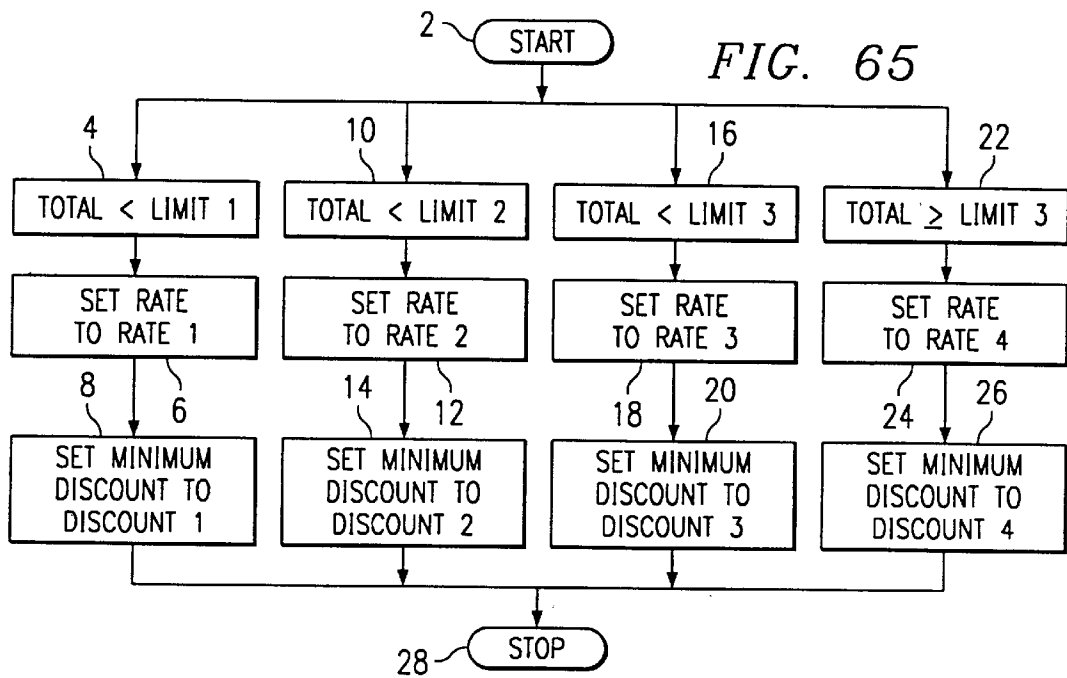 2
START
FIG. 65
4
10
16
22
TOTAL < LIMIT 1
TOTAL < LIMIT 2
TOTAL < LIMIT 3
TOTAL ≥ LIMIT 3
SET RATE
TO RATE 1
SET RATE
TO RATE 2
SET RATE
TO RATE 3
SET RATE
TO RATE 4
8
6
14
12
18
20
24
26
SET MINIMUM
DISCOUNT TO
DISCOUNT 1
SET MINIMUM
DISCOUNT TO
DISCOUNT 2
SET MINIMUM
DISCOUNT TO
DISCOUNT 3
SET MINIMUM
DISCOUNT TO
DISCOUNT 4
28
STOP